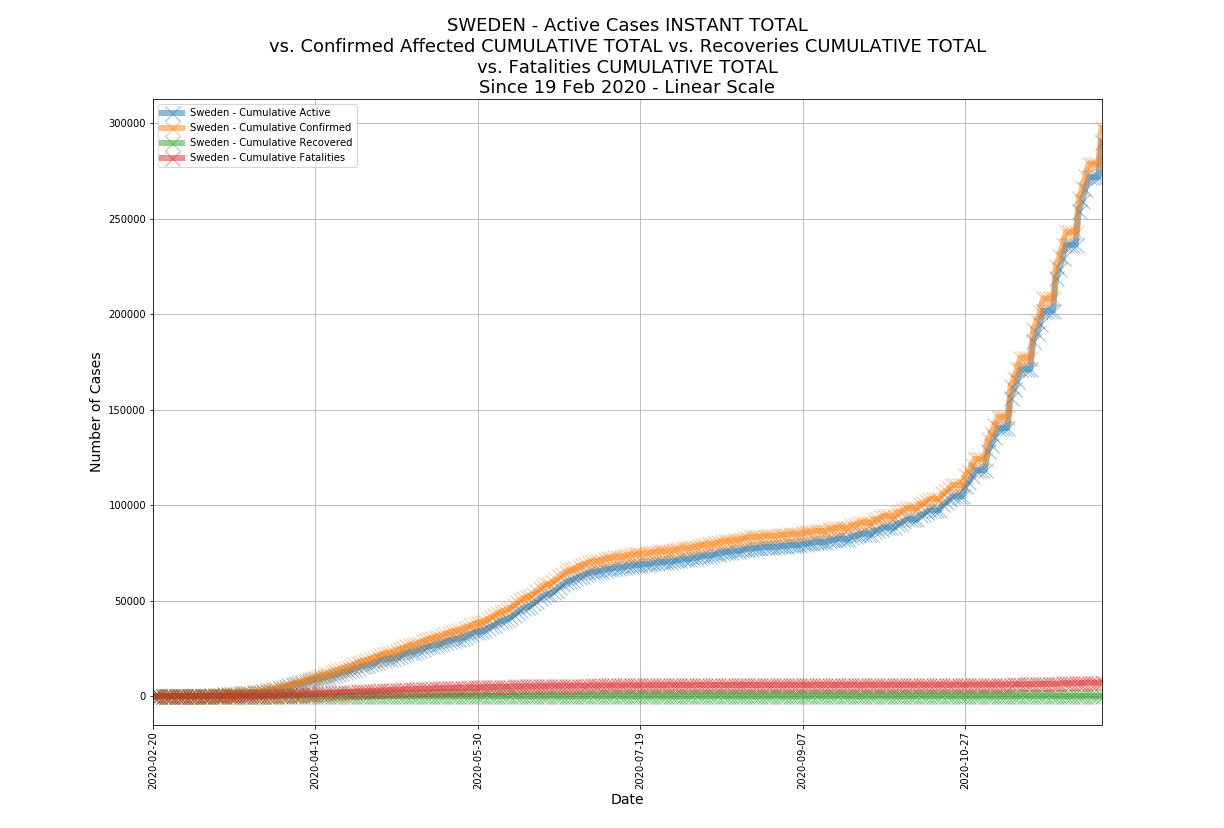 SWEDEN - Active Cases INSTANT TOTAL
vs. Confirmed Affected CUMULATIVE TOTAL vs. Recoveries CUMULATIVE TOTAL
vs. Fatalities CUMULATIVE TOTAL
Since 19 Feb 2020 - Linear Scale
Sweden - Cumulative Active
Sweden - Cumulative Confirmed
Sweden - Cumulative Recovered
Sweden - Cumulative Fatalities
300000
250000
200000
150000
100000
50000
0
Number of Cases
2020-02-20
2020-04-10
2020-05-30
2020-07-19
2020-09-07
2020-10-27
Date